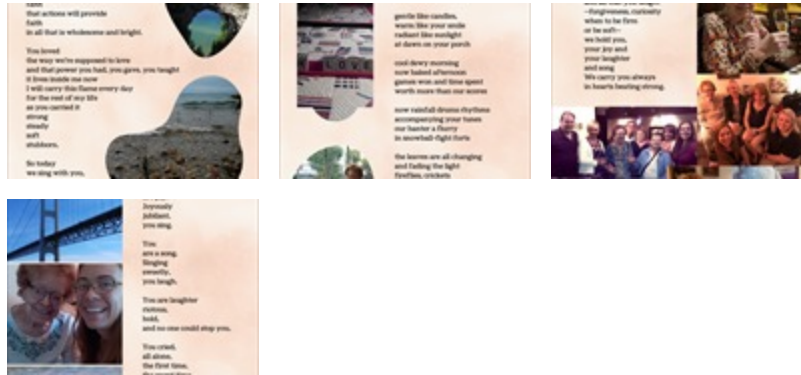 that actions will provide
faith
in all that is wholesome and bright.
You loved
the way we're supposed to love
and that power you had, you gave, you taught
it lives inside me now
I will carry this flame every day
for the rest of my life
as you carried it
strong
steady
soft
stubborn,
So today
we sing with you,
gentle like candles,
warm like your smile
radiant like sunlight
at dawn on your porch
LOVE
cool dewy morning
now baked afternoon
games won and time spent
worth more than our scores
now rainfall drums rhythms
accompanying your tunes
our banter a flurry
in snowball-fight forts
the leaves are all changing
and fading the light
fireflies, crickets
—forgiveness, curiosity
when to be firm
or be soft—
we hold you,
your joy and
your laughter
and song
We carry you always
in hearts beating strong.
Joyously
jubilant,
you sing.
You
are a song.
Singing
sweetly,
you laugh.
You are laughter
riotous,
bold,
and no one could stop you.
You cried,
all alone,
the first time,